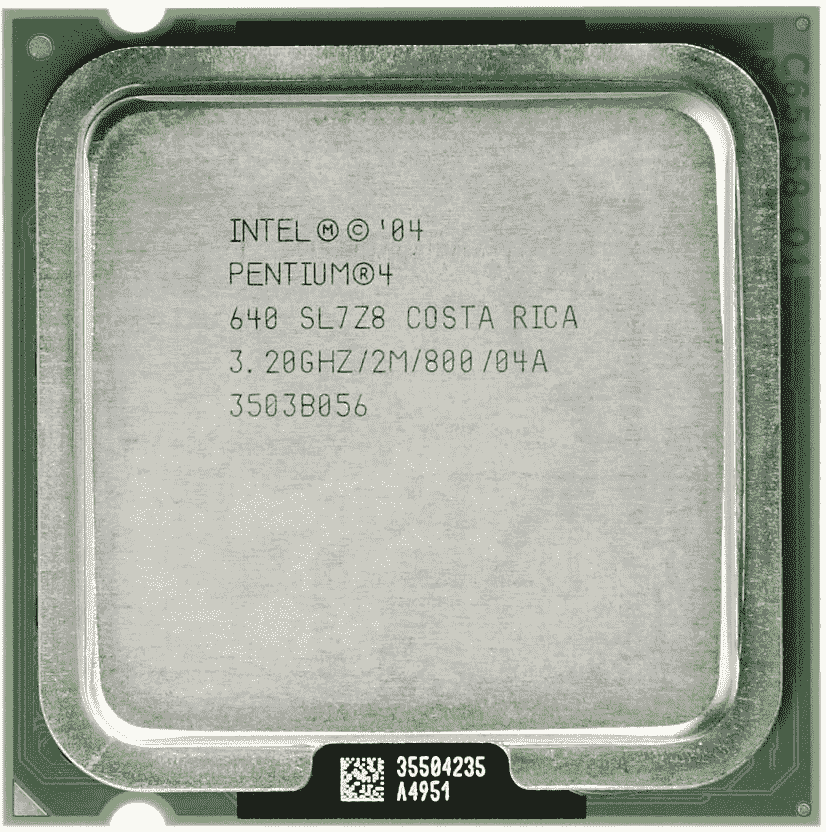 INTEL Ⓜ © '04
PENTIUM® 4
640 SL7Z8 COSTA RICA
3.20GHZ/2M/800/04A
3503B056
35504235
A4951